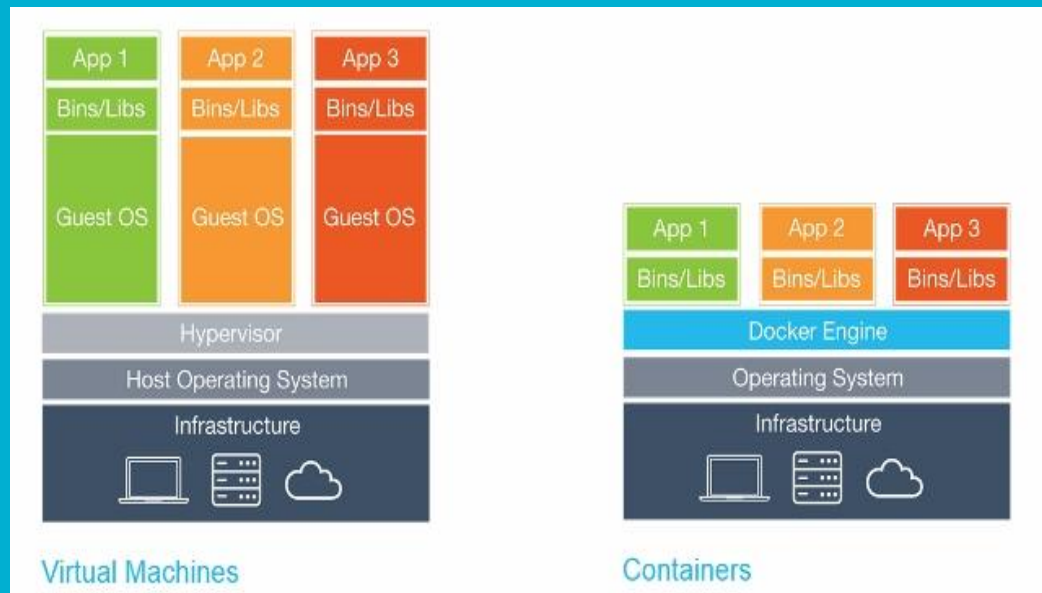 App 1
App 2
App 3
Bins/Libs
Bins/Libs
Bins/Libs
Guest OS
Guest OS
Guest OS
Hypervisor
Host Operating System
Infrastructure
Virtual Machines
App 1
App 2
App 3
Bins/Libs
Bins/Libs
Bins/Libs
Docker Engine
Operating System
Infrastructure
Containers